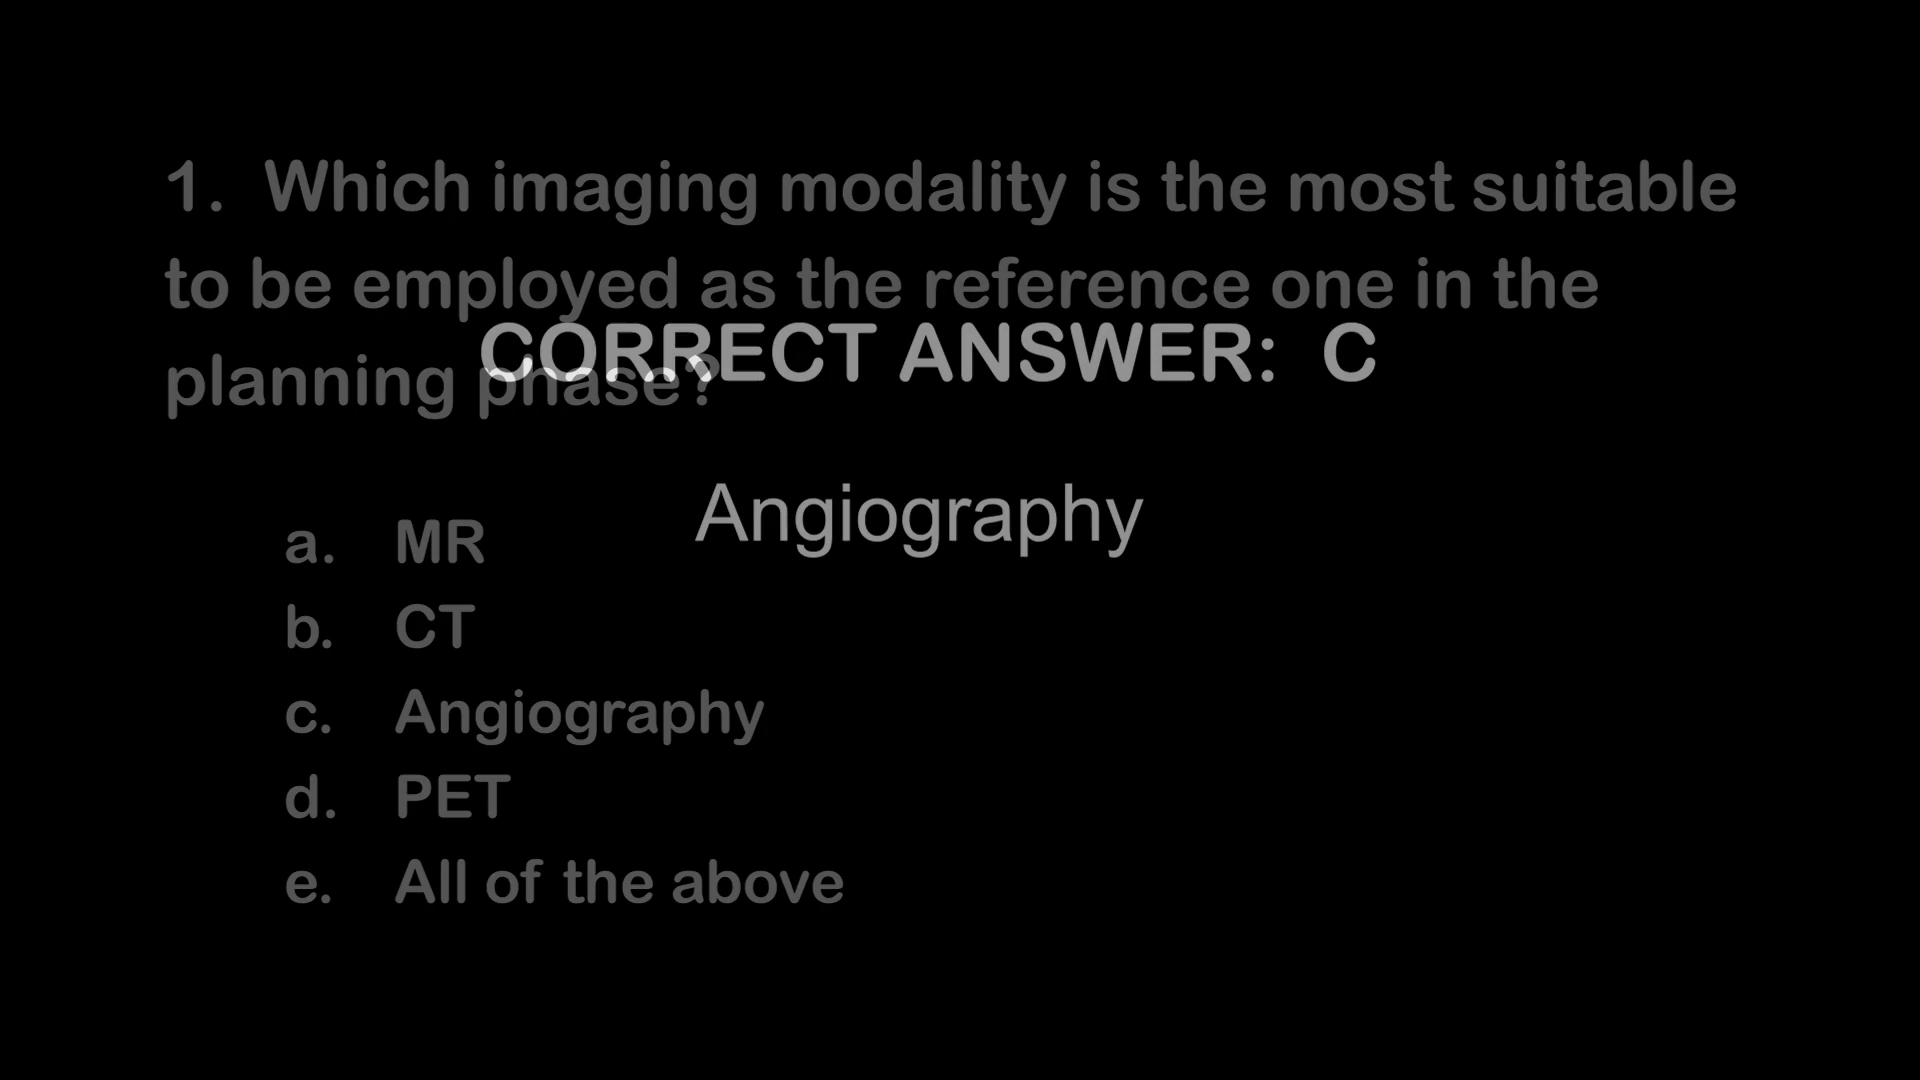 1. Which imaging modality is the most suitable
to be employed as the reference one in the
planning phase?
CORRECT ANSWER: C
Angiography
a. MR
b. CT
c. Angiography
d. PET
e. All of the above